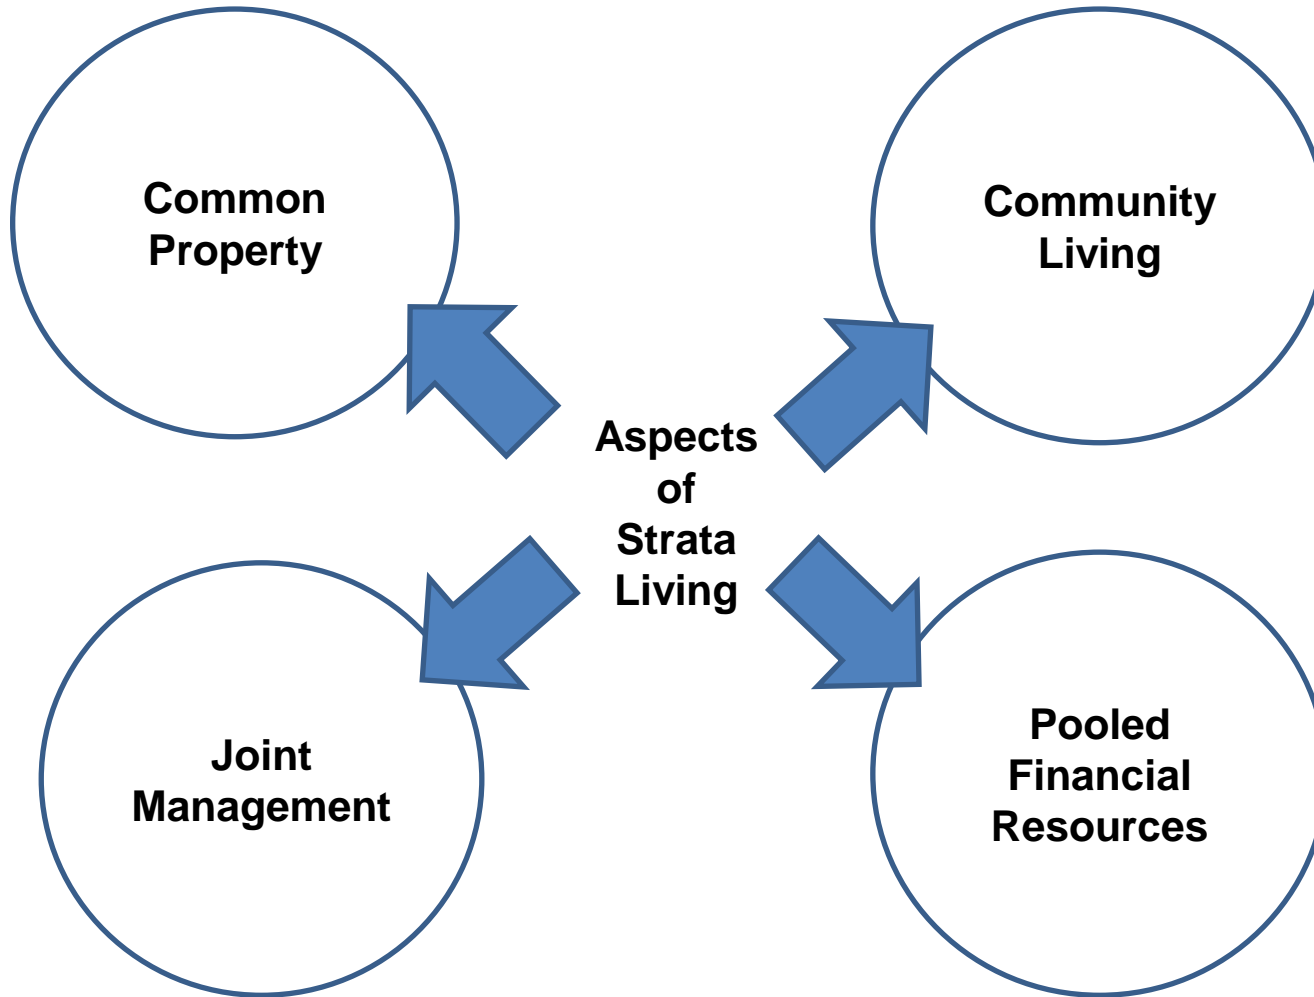 Common
Property
Community
Living
Aspects
of
Strata
Living
Joint
Management
Pooled
Financial
Resources